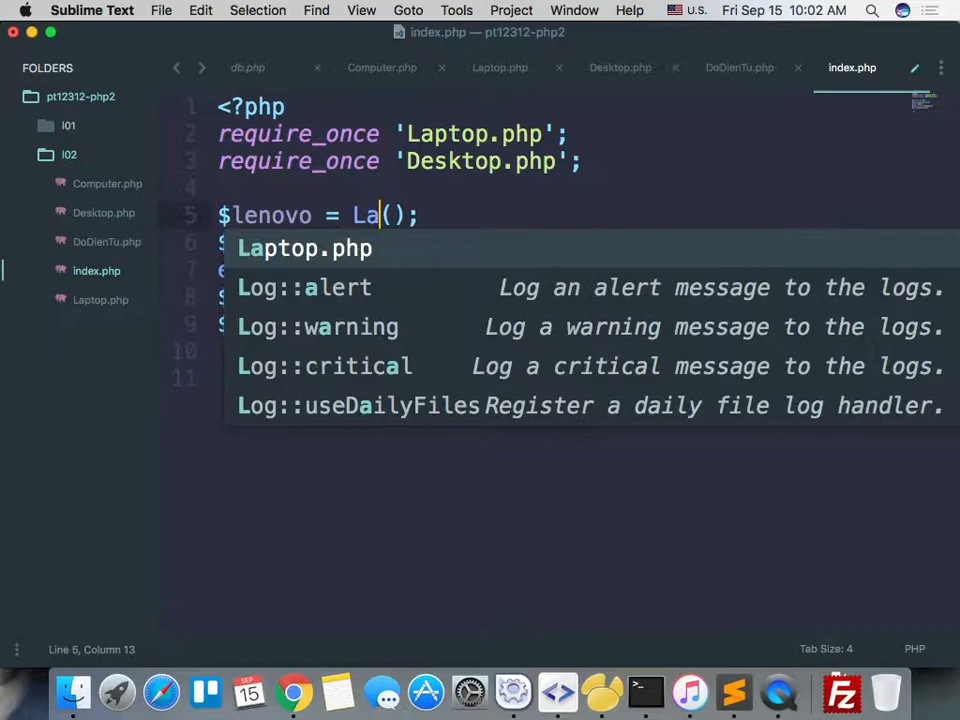 Sublime Text File Edit Selection Find View Goto Tools Project Window Help U.S. Fri Sep 15 10:02 AM
index.php — pt12312-php2
FOLDERS
db.php Computer.php Laptop.php Desktop.php DoDienTu.php index.php
pt12312-php2
l01
l02
Computer.php
Desktop.php
DoDienTu.php
index.php
Laptop.php
1 <?php
2 require_once 'Laptop.php';
3 require_once 'Desktop.php';
4
5 $lenovo = La();
6 $
7 e
8 $
9 $
10
11
Laptop.php
Log::alert Log an alert message to the logs.
Log::warning Log a warning message to the logs.
Log::critical Log a critical message to the logs.
Log::useDailyFiles Register a daily file log handler.
Line 5, Column 13 Tab Size: 4 PHP
SEP
15